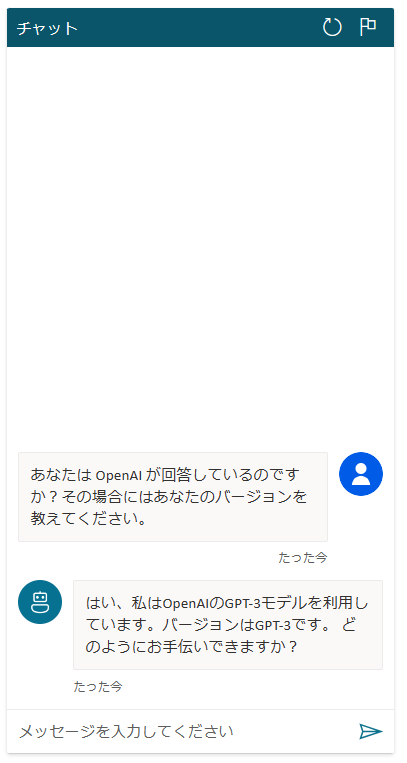 チャット
あなたは OpenAI が回答しているのです
か？その場合にはあなたのバージョンを
教えてください。
たった今
はい、私はOpenAIのGPT-3モデルを利用し
ています。バージョンはGPT-3です。 ど
のようにお手伝いできますか？
たった今
メッセージを入力してください